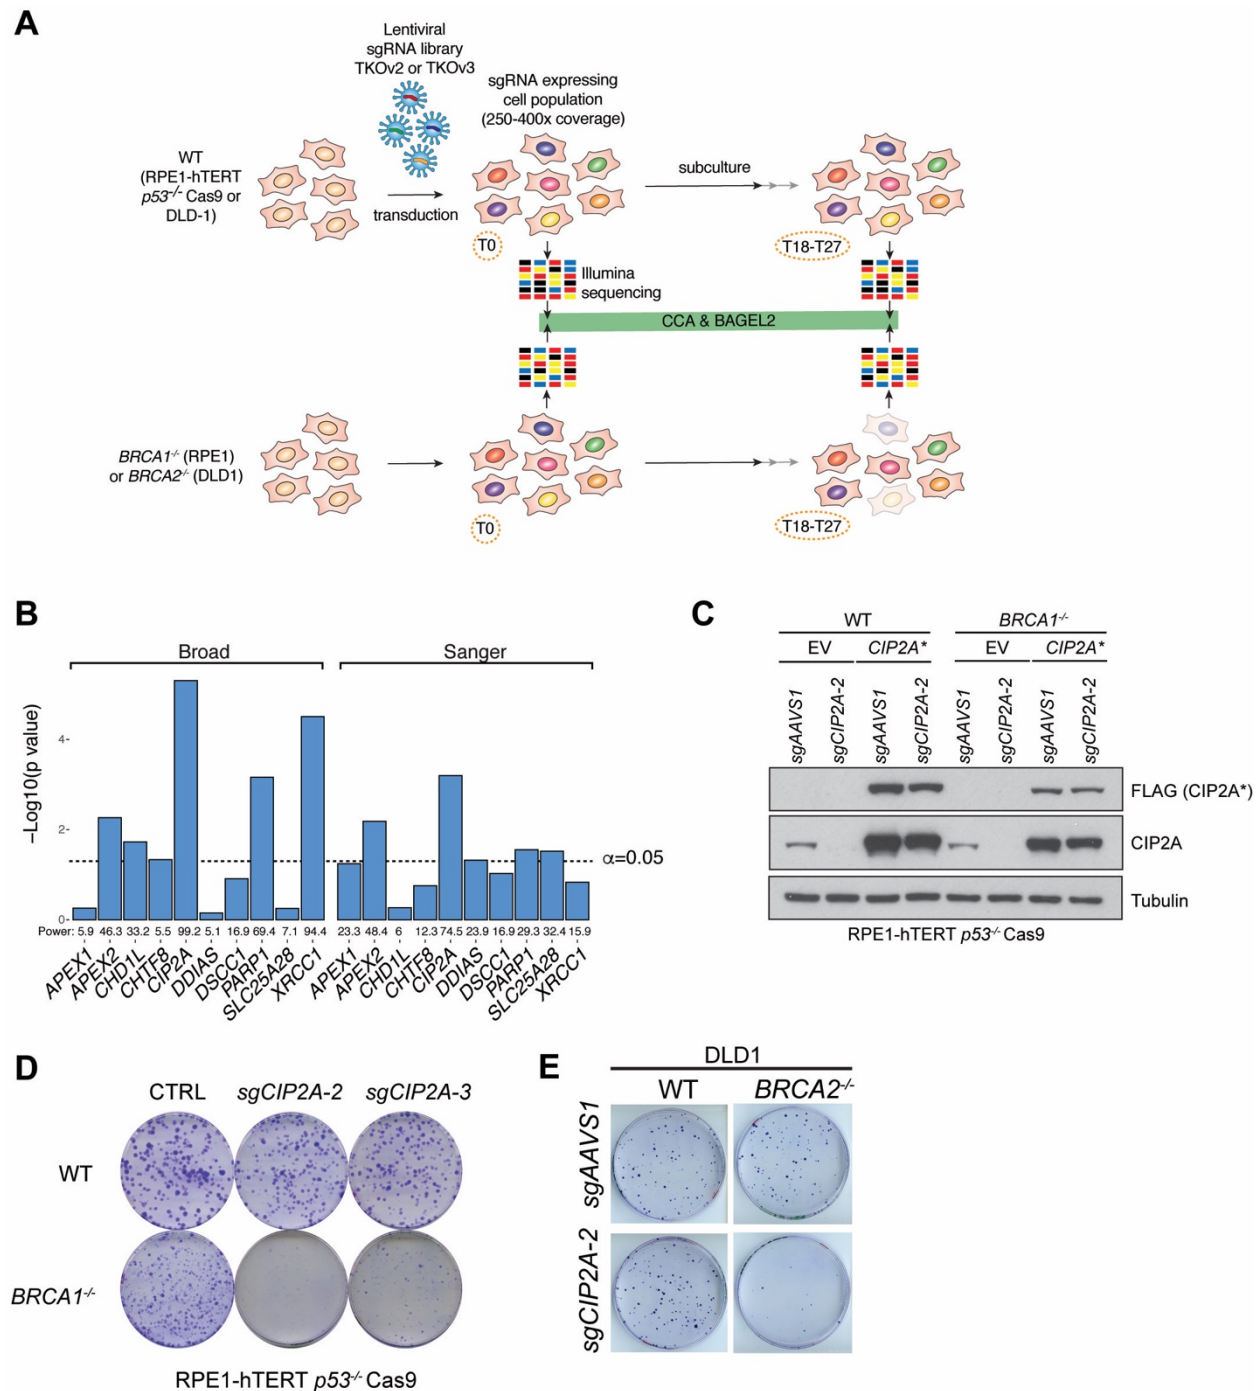 A
Lentiviral
sgRNA library
TKOv2 or TKOv3
sgRNA expressing
cell population
(250-400x coverage)
WT
(RPE1-hTERT
p53-/- Cas9 or
DLD-1)
transduction
subculture
T0
T18-T27
Illumina
sequencing
CCA & BAGEL2
BRCA1-/- (RPE1)
or BRCA2-/- (DLD1)
T0
T18-T27
B
Broad
Sanger
−Log10(p value)
4
2
0
α=0.05
Power: 5.9 46.3 33.2 5.5 99.2 5.1 16.9 69.4 7.1 94.4 23.3 48.4 6 12.3 74.5 23.9 16.9 29.3 32.4 15.9
APEX1 APEX2 CHD1L CHTF8 CIP2A DDIAS DSCC1 PARP1 SLC25A28 XRCC1 APEX1 APEX2 CHD1L CHTF8 CIP2A DDIAS DSCC1 PARP1 SLC25A28 XRCC1
C
WT BRCA1-/-
EV CIP2A* EV CIP2A*
sgAAVS1 sgCIP2A-2 sgAAVS1 sgCIP2A-2 sgAAVS1 sgCIP2A-2 sgAAVS1 sgCIP2A-2
FLAG (CIP2A*)
CIP2A
Tubulin
RPE1-hTERT p53-/- Cas9
D
CTRL sgCIP2A-2 sgCIP2A-3
WT
BRCA1-/-
RPE1-hTERT p53-/- Cas9
E
DLD1
WT BRCA2-/-
sgAAVS1
sgCIP2A-2